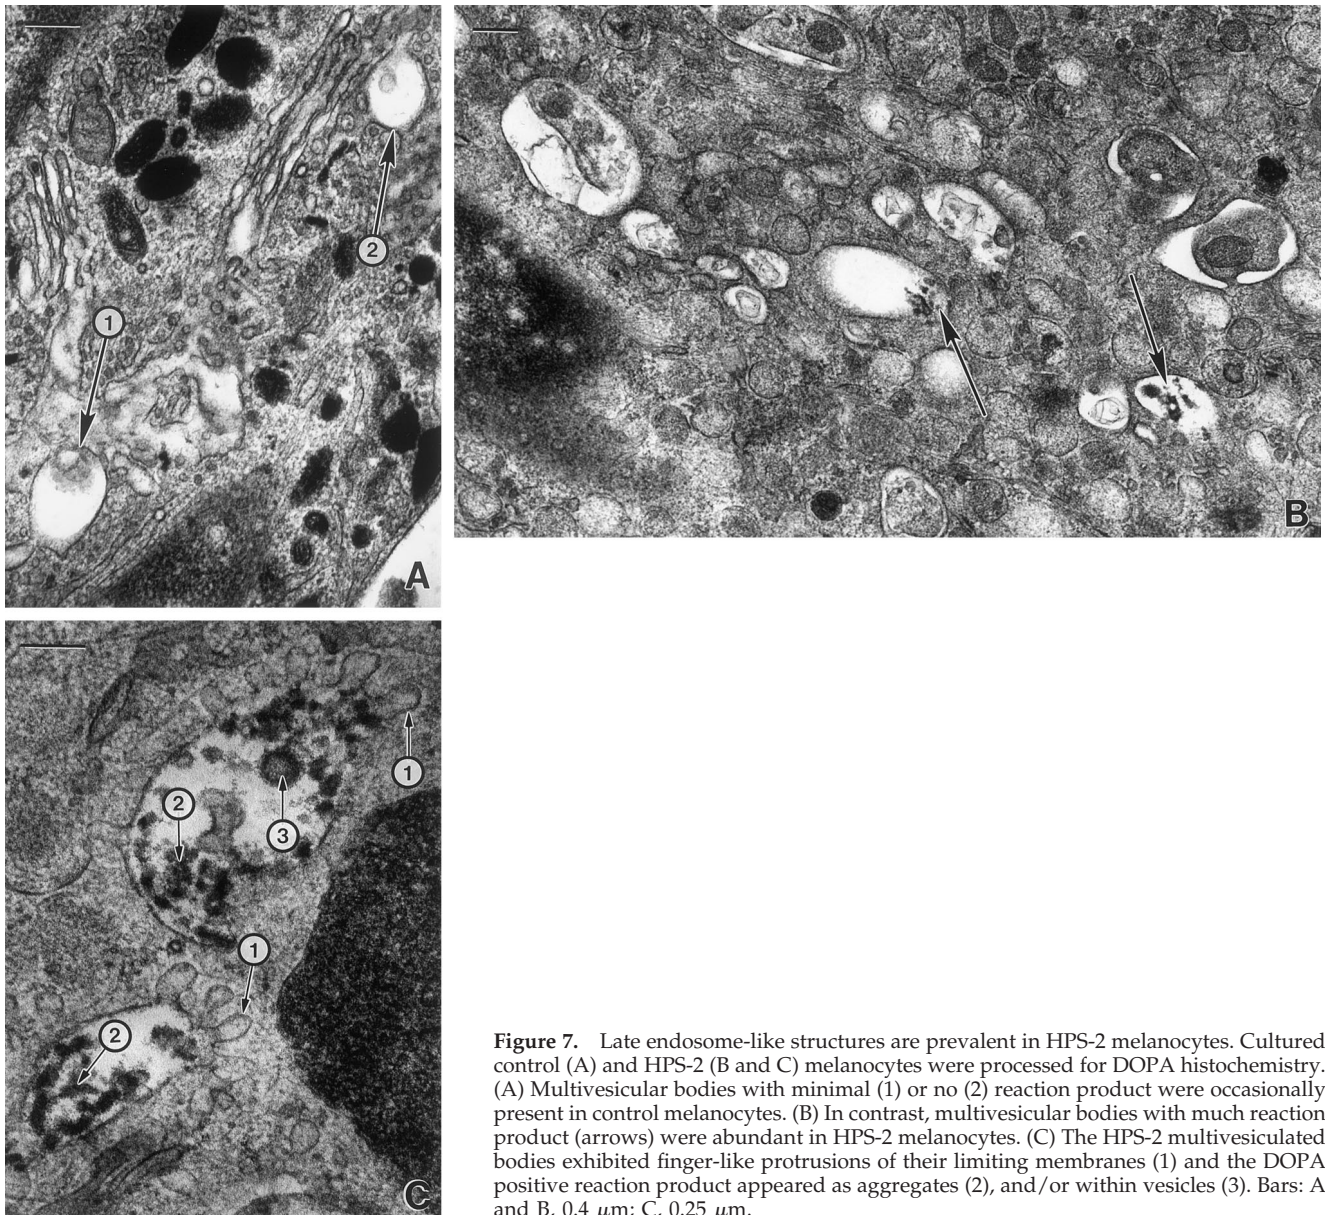 A
B
1
2
1
2
3
1
2
C
Figure 7. Late endosome-like structures are prevalent in HPS-2 melanocytes. Cultured
control (A) and HPS-2 (B and C) melanocytes were processed for DOPA histochemistry.
(A) Multivesicular bodies with minimal (1) or no (2) reaction product were occasionally
present in control melanocytes. (B) In contrast, multivesicular bodies with much reaction
product (arrows) were abundant in HPS-2 melanocytes. (C) The HPS-2 multivesiculated
bodies exhibited finger-like protrusions of their limiting membranes (1) and the DOPA
positive reaction product appeared as aggregates (2), and/or within vesicles (3). Bars: A
and B, 0.4 μm; C, 0.25 μm.